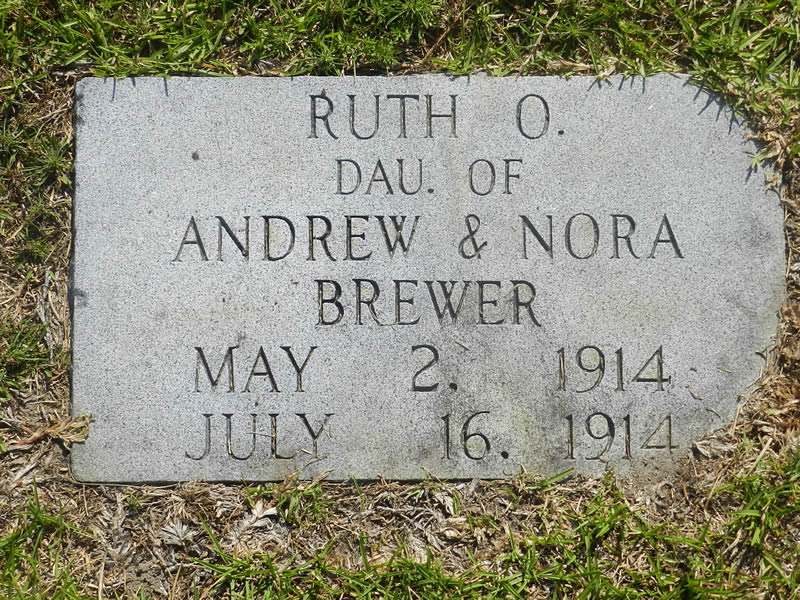 RUTH O.
DAU. OF
ANDREW & NORA
BREWER
MAY 2. 1914
JULY 16. 1914